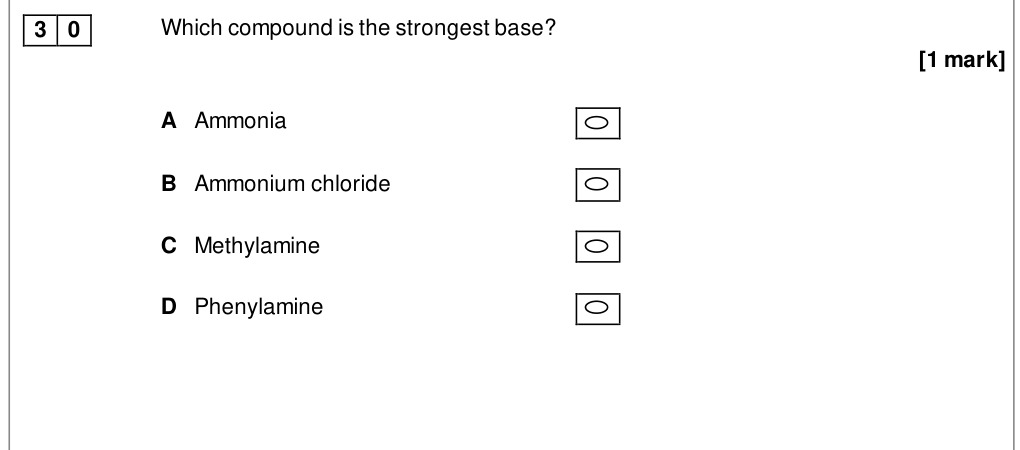 3 0 Which compound is the strongest base?
[1 mark]
A Ammonia
B Ammonium chloride
C Methylamine
D Phenylamine